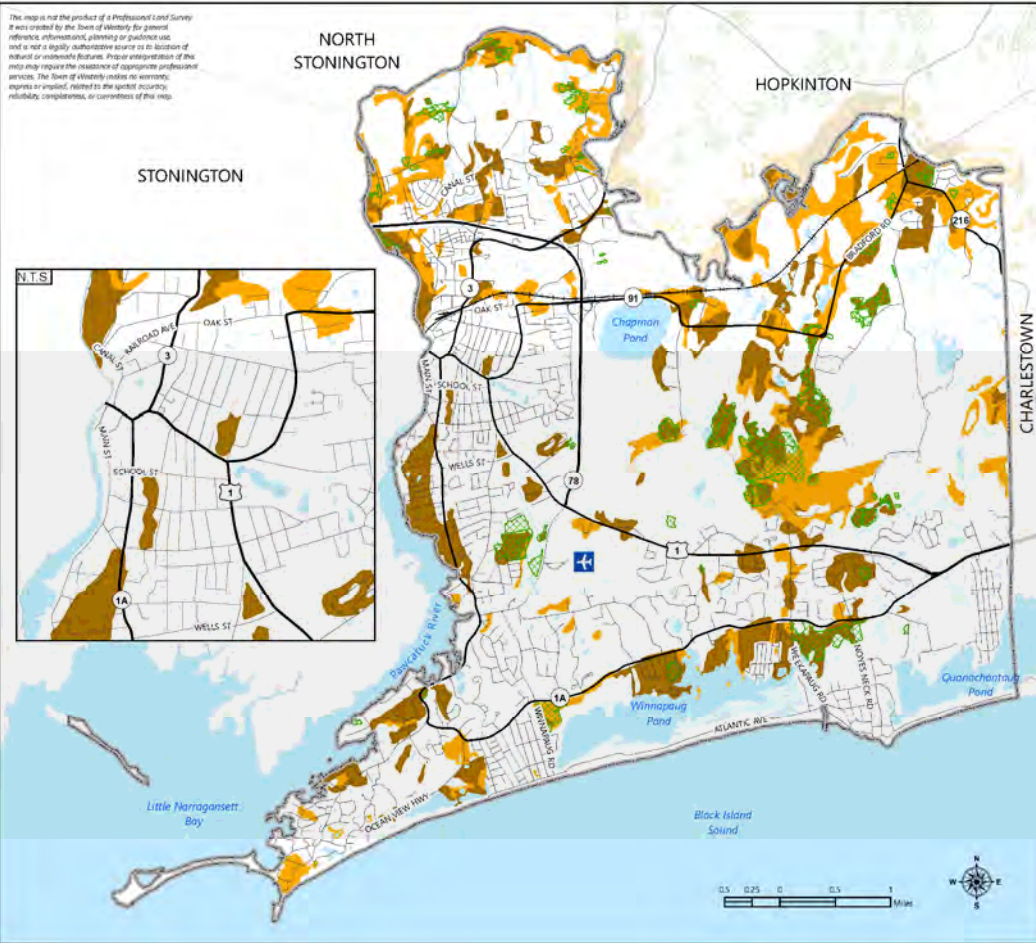 This map is not the product of a Professional Land Survey
It was created by the Town of Westerly for general
reference, informational, planning or guidance use,
and is not a legally authoritative source as to location of
natural or manmade features. Proper interpretation of this
map may require the assistance of appropriate professional
services. The Town of Westerly makes no warranty,
express or implied, related to the spatial accuracy,
reliability, completeness, or currentness of this map.
NORTH
STONINGTON
HOPKINTON
STONINGTON
CANAL ST
BRADFORD RD
216
N.T.S.
3
91
OAK ST
Chapman
Pond
CHARLESTOWN
OAK ST
RAILROAD AVE
CANAL ST
3
MAIN ST
SCHOOL ST
MAIN ST
SCHOOL ST
WELLS ST
78
1
1
1A
WELLS ST
Pawcatuck River
WEEKAPAUG RD
NOYES NECK RD
Quonochontaug
Pond
1A
Winnapaug
Pond
WINNAPAUG RD
ATLANTIC AVE
Little Narragansett
Bay
OCEAN VIEW HWY
Block Island
Sound
N
W
E
S
0.5
0.25
0
0.5
1
Miles